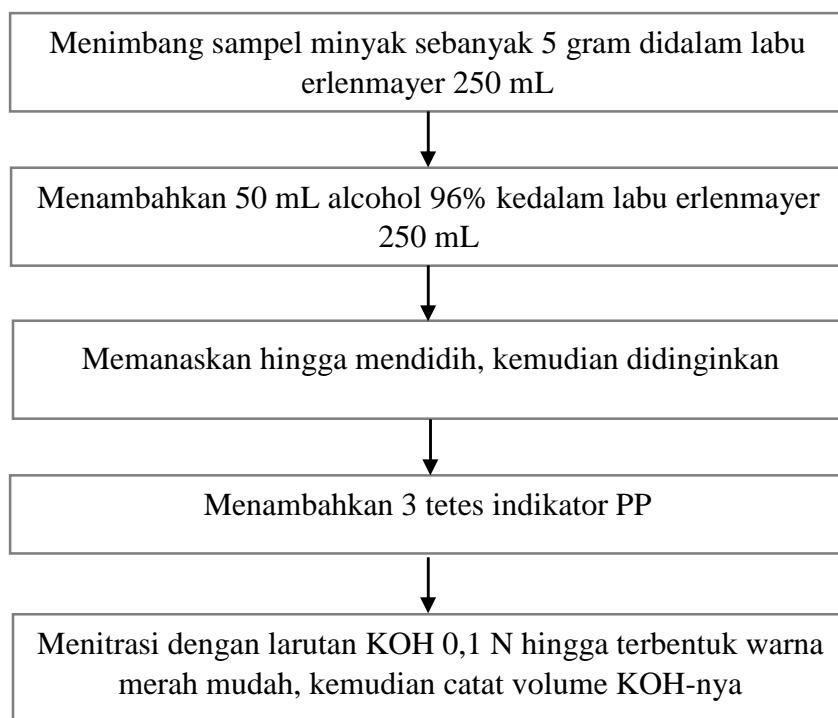 Menimbang sampel minyak sebanyak 5 gram didalam labu
erlenmayer 250 mL
Menambahkan 50 mL alcohol 96% kedalam labu erlenmayer
250 mL
Memanaskan hingga mendidih, kemudian didinginkan
Menambahkan 3 tetes indikator PP
Menitrasi dengan larutan KOH 0,1 N hingga terbentuk warna
merah mudah, kemudian catat volume KOH-nya